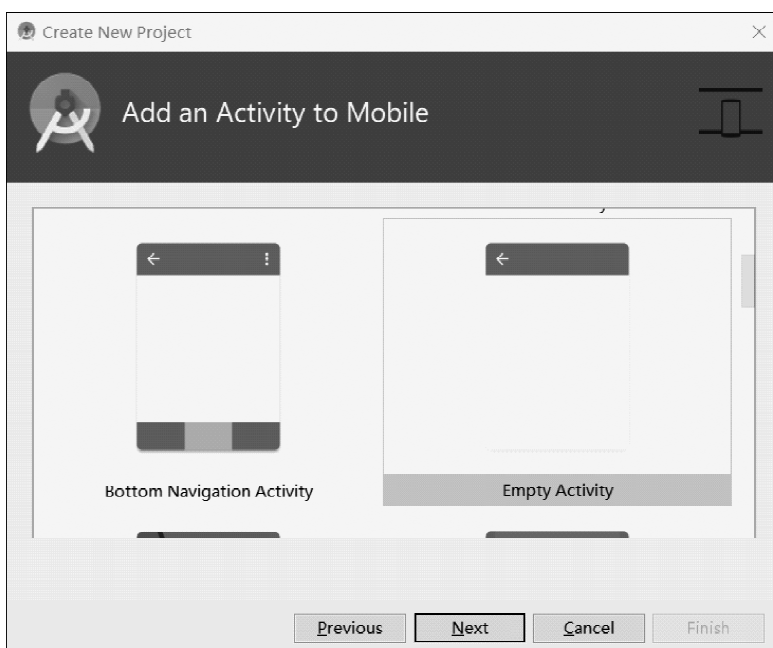 Create New Project
Add an Activity to Mobile
Bottom Navigation Activity
Empty Activity
Previous
Next
Cancel
Finish